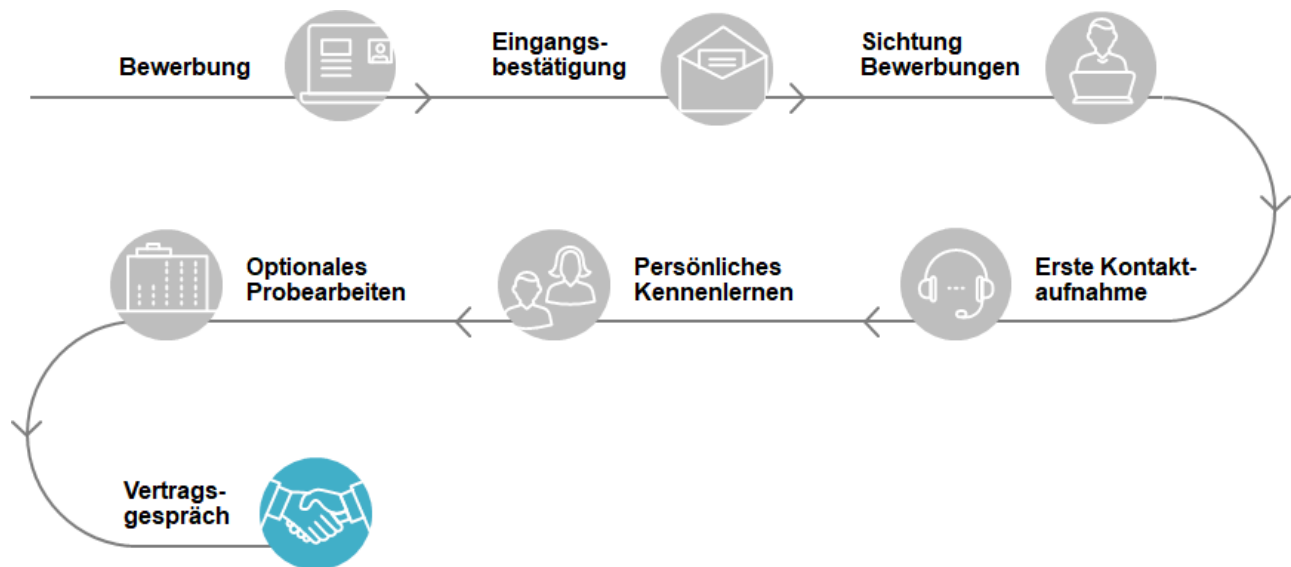 Bewerbung
Eingangs-
bestätigung
Sichtung
Bewerbungen
Erste Kontakt-
aufnahme
Persönliches
Kennenlernen
Optionales
Probearbeiten
Vertrags-
gespräch